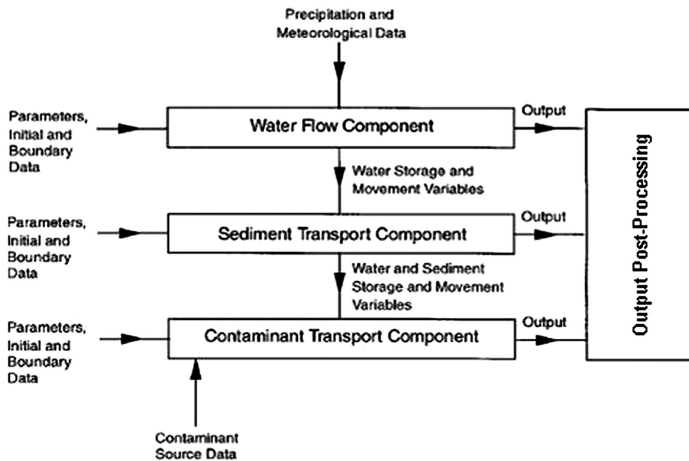 Precipitation and
Meteorological Data
Parameters,
Initial and
Boundary
Data
Water Flow Component
Output
Water Storage and
Movement Variables
Parameters,
Initial and
Boundary
Data
Sediment Transport Component
Output
Water and Sediment
Storage and Movement
Variables
Parameters,
Initial and
Boundary
Data
Contaminant Transport Component
Output
Contaminant
Source Data
Output Post-Processing